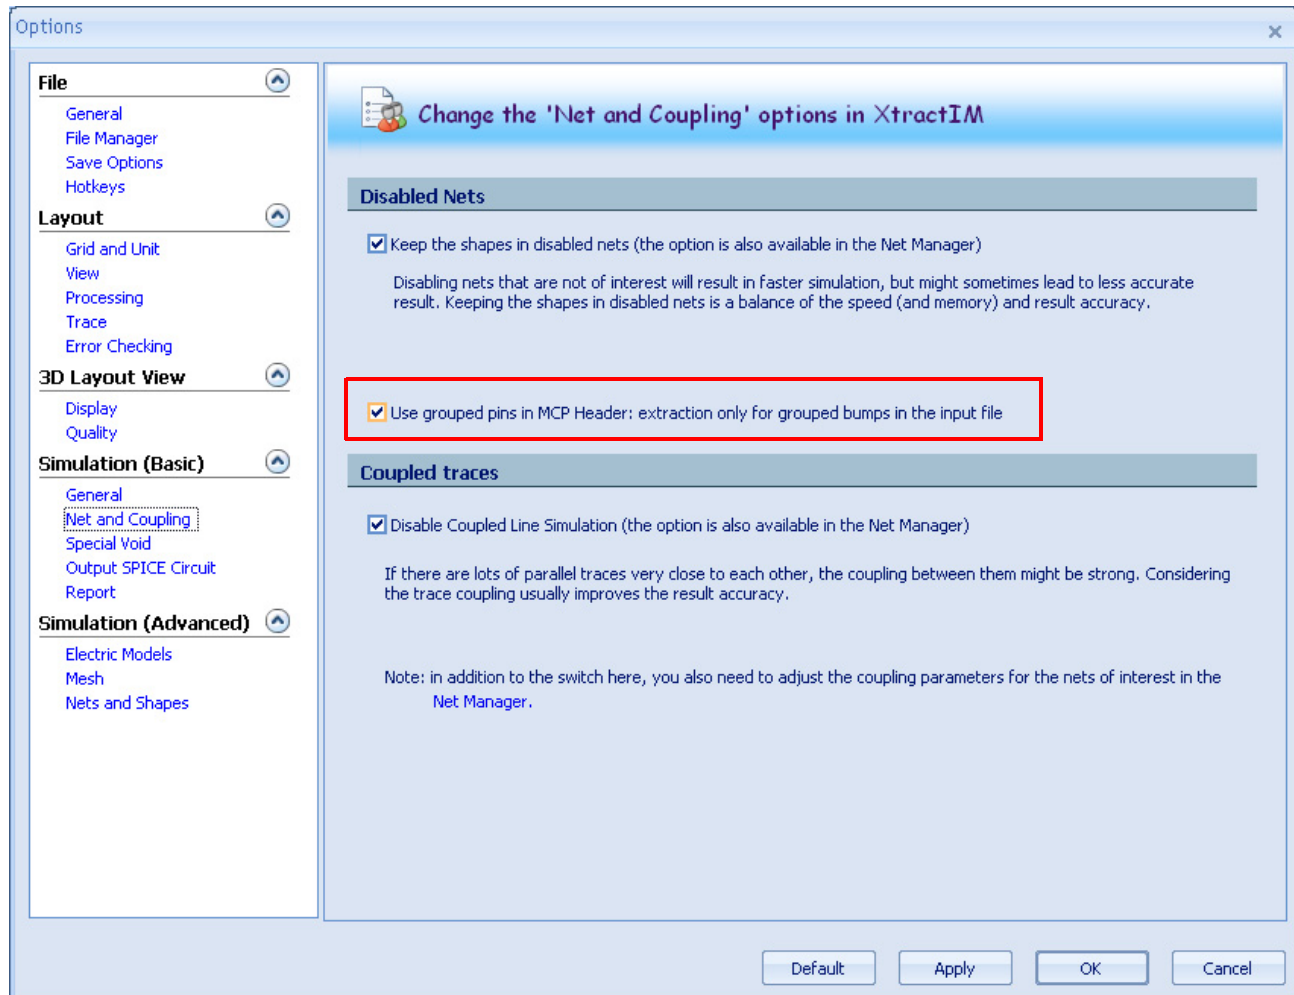 Options
File
General
File Manager
Save Options
Hotkeys
Layout
Grid and Unit
View
Processing
Trace
Error Checking
3D Layout View
Display
Quality
Simulation (Basic)
General
Net and Coupling
Special Void
Output SPICE Circuit
Report
Simulation (Advanced)
Electric Models
Mesh
Nets and Shapes
Change the 'Net and Coupling' options in XtractIM
Disabled Nets
Keep the shapes in disabled nets (the option is also available in the Net Manager)
Disabling nets that are not of interest will result in faster simulation, but might sometimes lead to less accurate
result. Keeping the shapes in disabled nets is a balance of the speed (and memory) and result accuracy.
Use grouped pins in MCP Header: extraction only for grouped bumps in the input file
Coupled traces
Disable Coupled Line Simulation (the option is also available in the Net Manager)
If there are lots of parallel traces very close to each other, the coupling between them might be strong. Considering
the trace coupling usually improves the result accuracy.
Note: in addition to the switch here, you also need to adjust the coupling parameters for the nets of interest in the
Net Manager.
Default
Apply
OK
Cancel